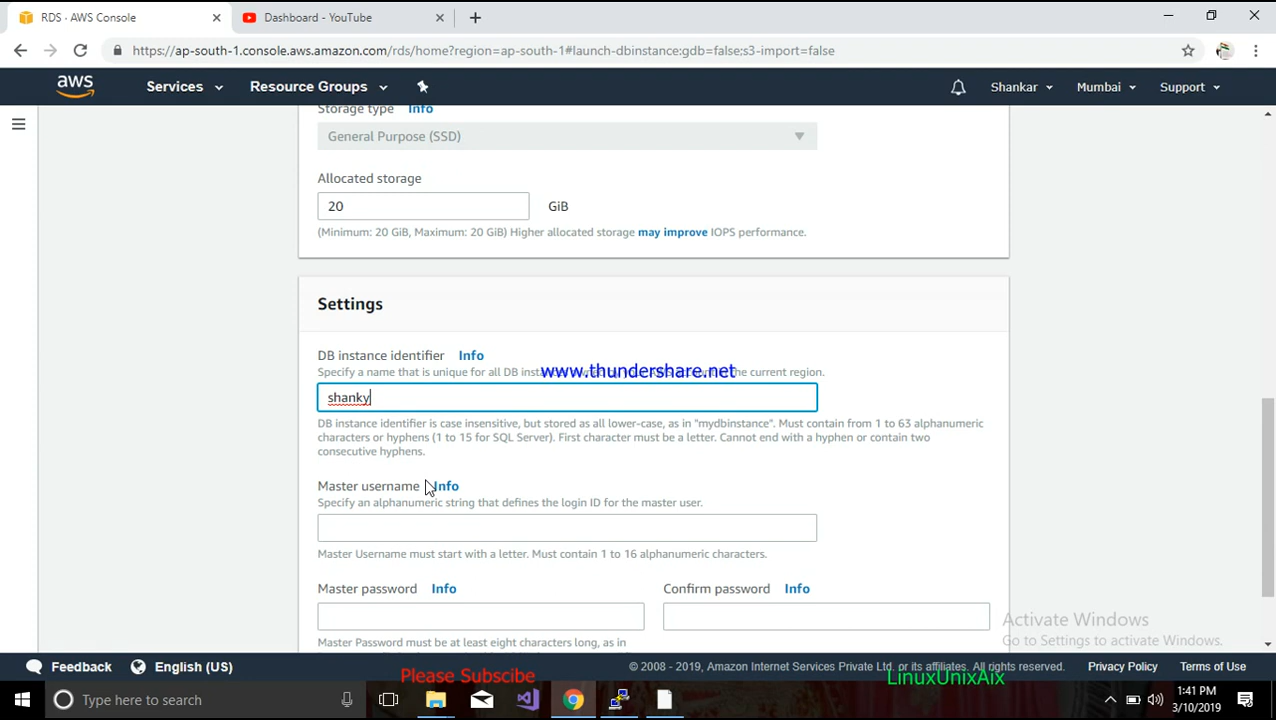 RDS · AWS Console
Dashboard - YouTube
https://ap-south-1.console.aws.amazon.com/rds/home?region=ap-south-1#launch-dbinstance:gdb=false;s3-import=false
aws Services Resource Groups Shankar Mumbai Support
Storage type Info
General Purpose (SSD)
Allocated storage
20 GiB
(Minimum: 20 GiB, Maximum: 20 GiB) Higher allocated storage may improve IOPS performance.
Settings
DB instance identifier Info
www.thundershare.net
Specify a name that is unique for all DB the current region.
shanky
DB instance identifier is case insensitive, but stored as all lower-case, as in "mydbinstance". Must contain from 1 to 63 alphanumeric
characters or hyphens (1 to 15 for SQL Server). First character must be a letter. Cannot end with a hyphen or contain two
consecutive hyphens.
Master username Info
Specify an alphanumeric string that defines the login ID for the master user.
Master Username must start with a letter. Must contain 1 to 16 alphanumeric characters.
Master password Info
Confirm password Info
Master Password must be at least eight characters long, as in
Activate Windows
Go to Settings to activate Windows.
Feedback English (US) © 2008 - 2019, Amazon Internet Services Private Ltd. or its affiliates. All rights reserved. Privacy Policy Terms of Use
Please Subscribe
LinuxUnixAix
Type here to search
1:41 PM
3/10/2019